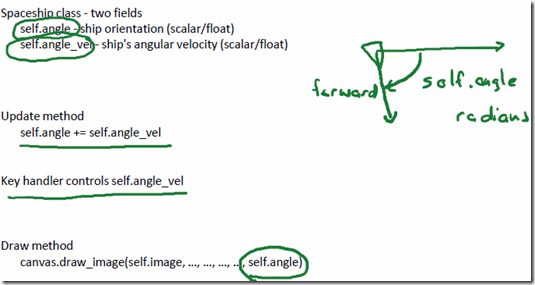 Spaceship class - two fields
self.angle - ship orientation (scalar/float)
self.angle_vel - ship's angular velocity (scalar/float)
forward
self.angle
radians
Update method
self.angle += self.angle_vel
Key handler controls self.angle_vel
Draw method
canvas.draw_image(self.image, ..., ..., ..., ..., self.angle)